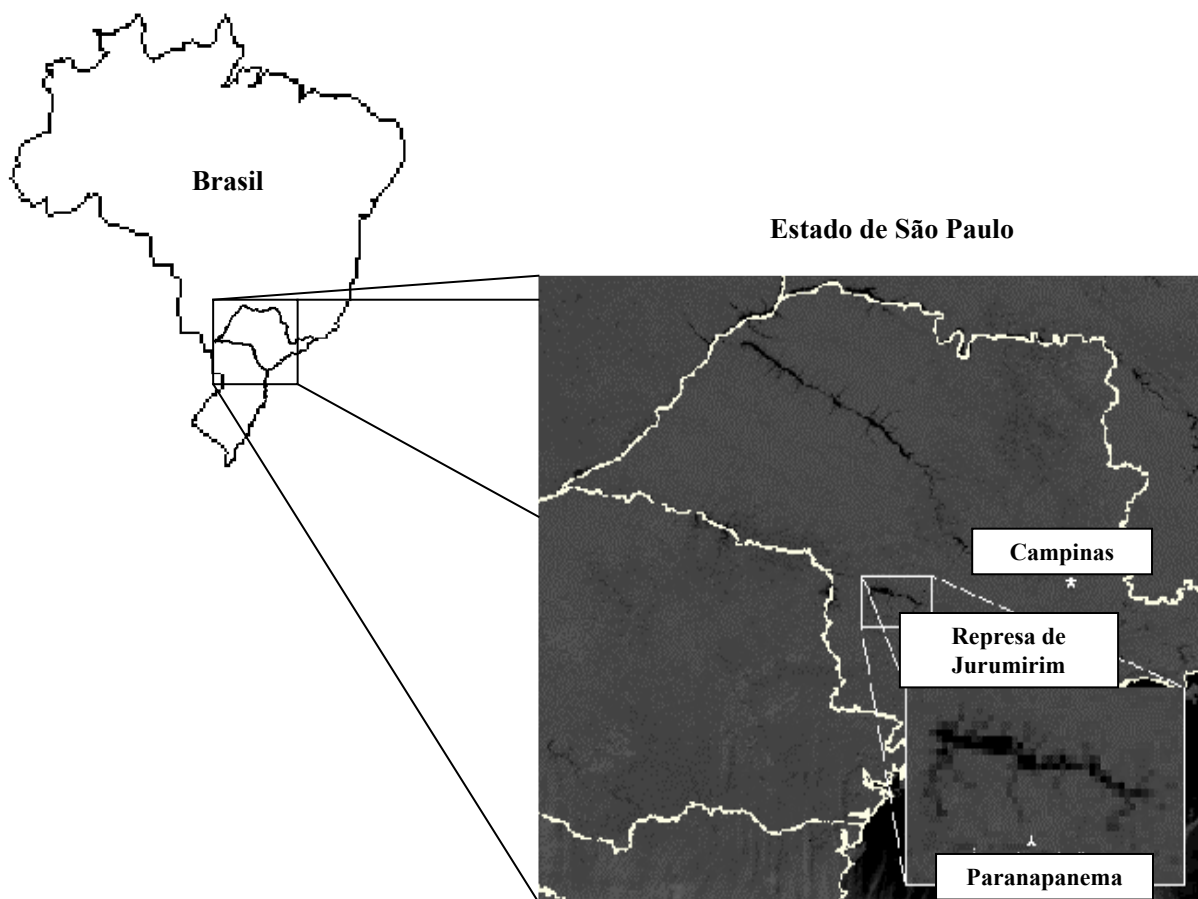 Brasil
Estado de São Paulo
Campinas
Represa de
Jurumirim
Paranapanema